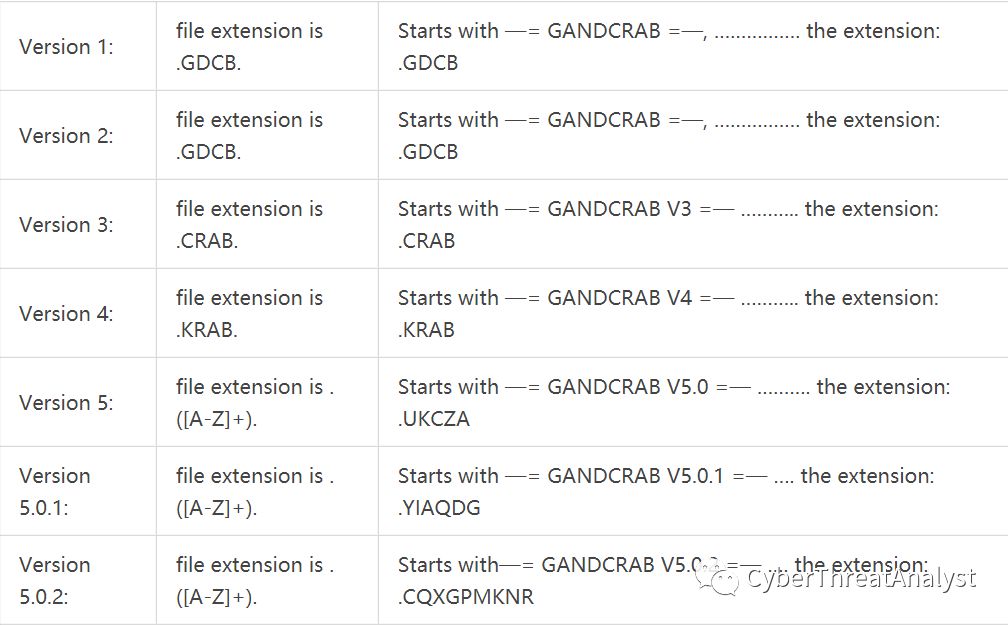 Version 1:
file extension is
.GDCB.
Starts with —= GANDCRAB =—, ................ the extension:
.GDCB
Version 2:
file extension is
.GDCB.
Starts with —= GANDCRAB =—, ................ the extension:
.GDCB
Version 3:
file extension is
.CRAB.
Starts with —= GANDCRAB V3 =— ........... the extension:
.CRAB
Version 4:
file extension is
.KRAB.
Starts with —= GANDCRAB V4 =— ........... the extension:
.KRAB
Version 5:
file extension is .
([A-Z]+).
Starts with —= GANDCRAB V5.0 =— .......... the extension:
.UKCZA
Version
5.0.1:
file extension is .
([A-Z]+).
Starts with —= GANDCRAB V5.0.1 =— .... the extension:
.YIAQDG
Version
5.0.2:
file extension is .
([A-Z]+).
Starts with—= GANDCRAB =— .... the extension:
.CQXGPMKNR
CyberThreatAnalyst